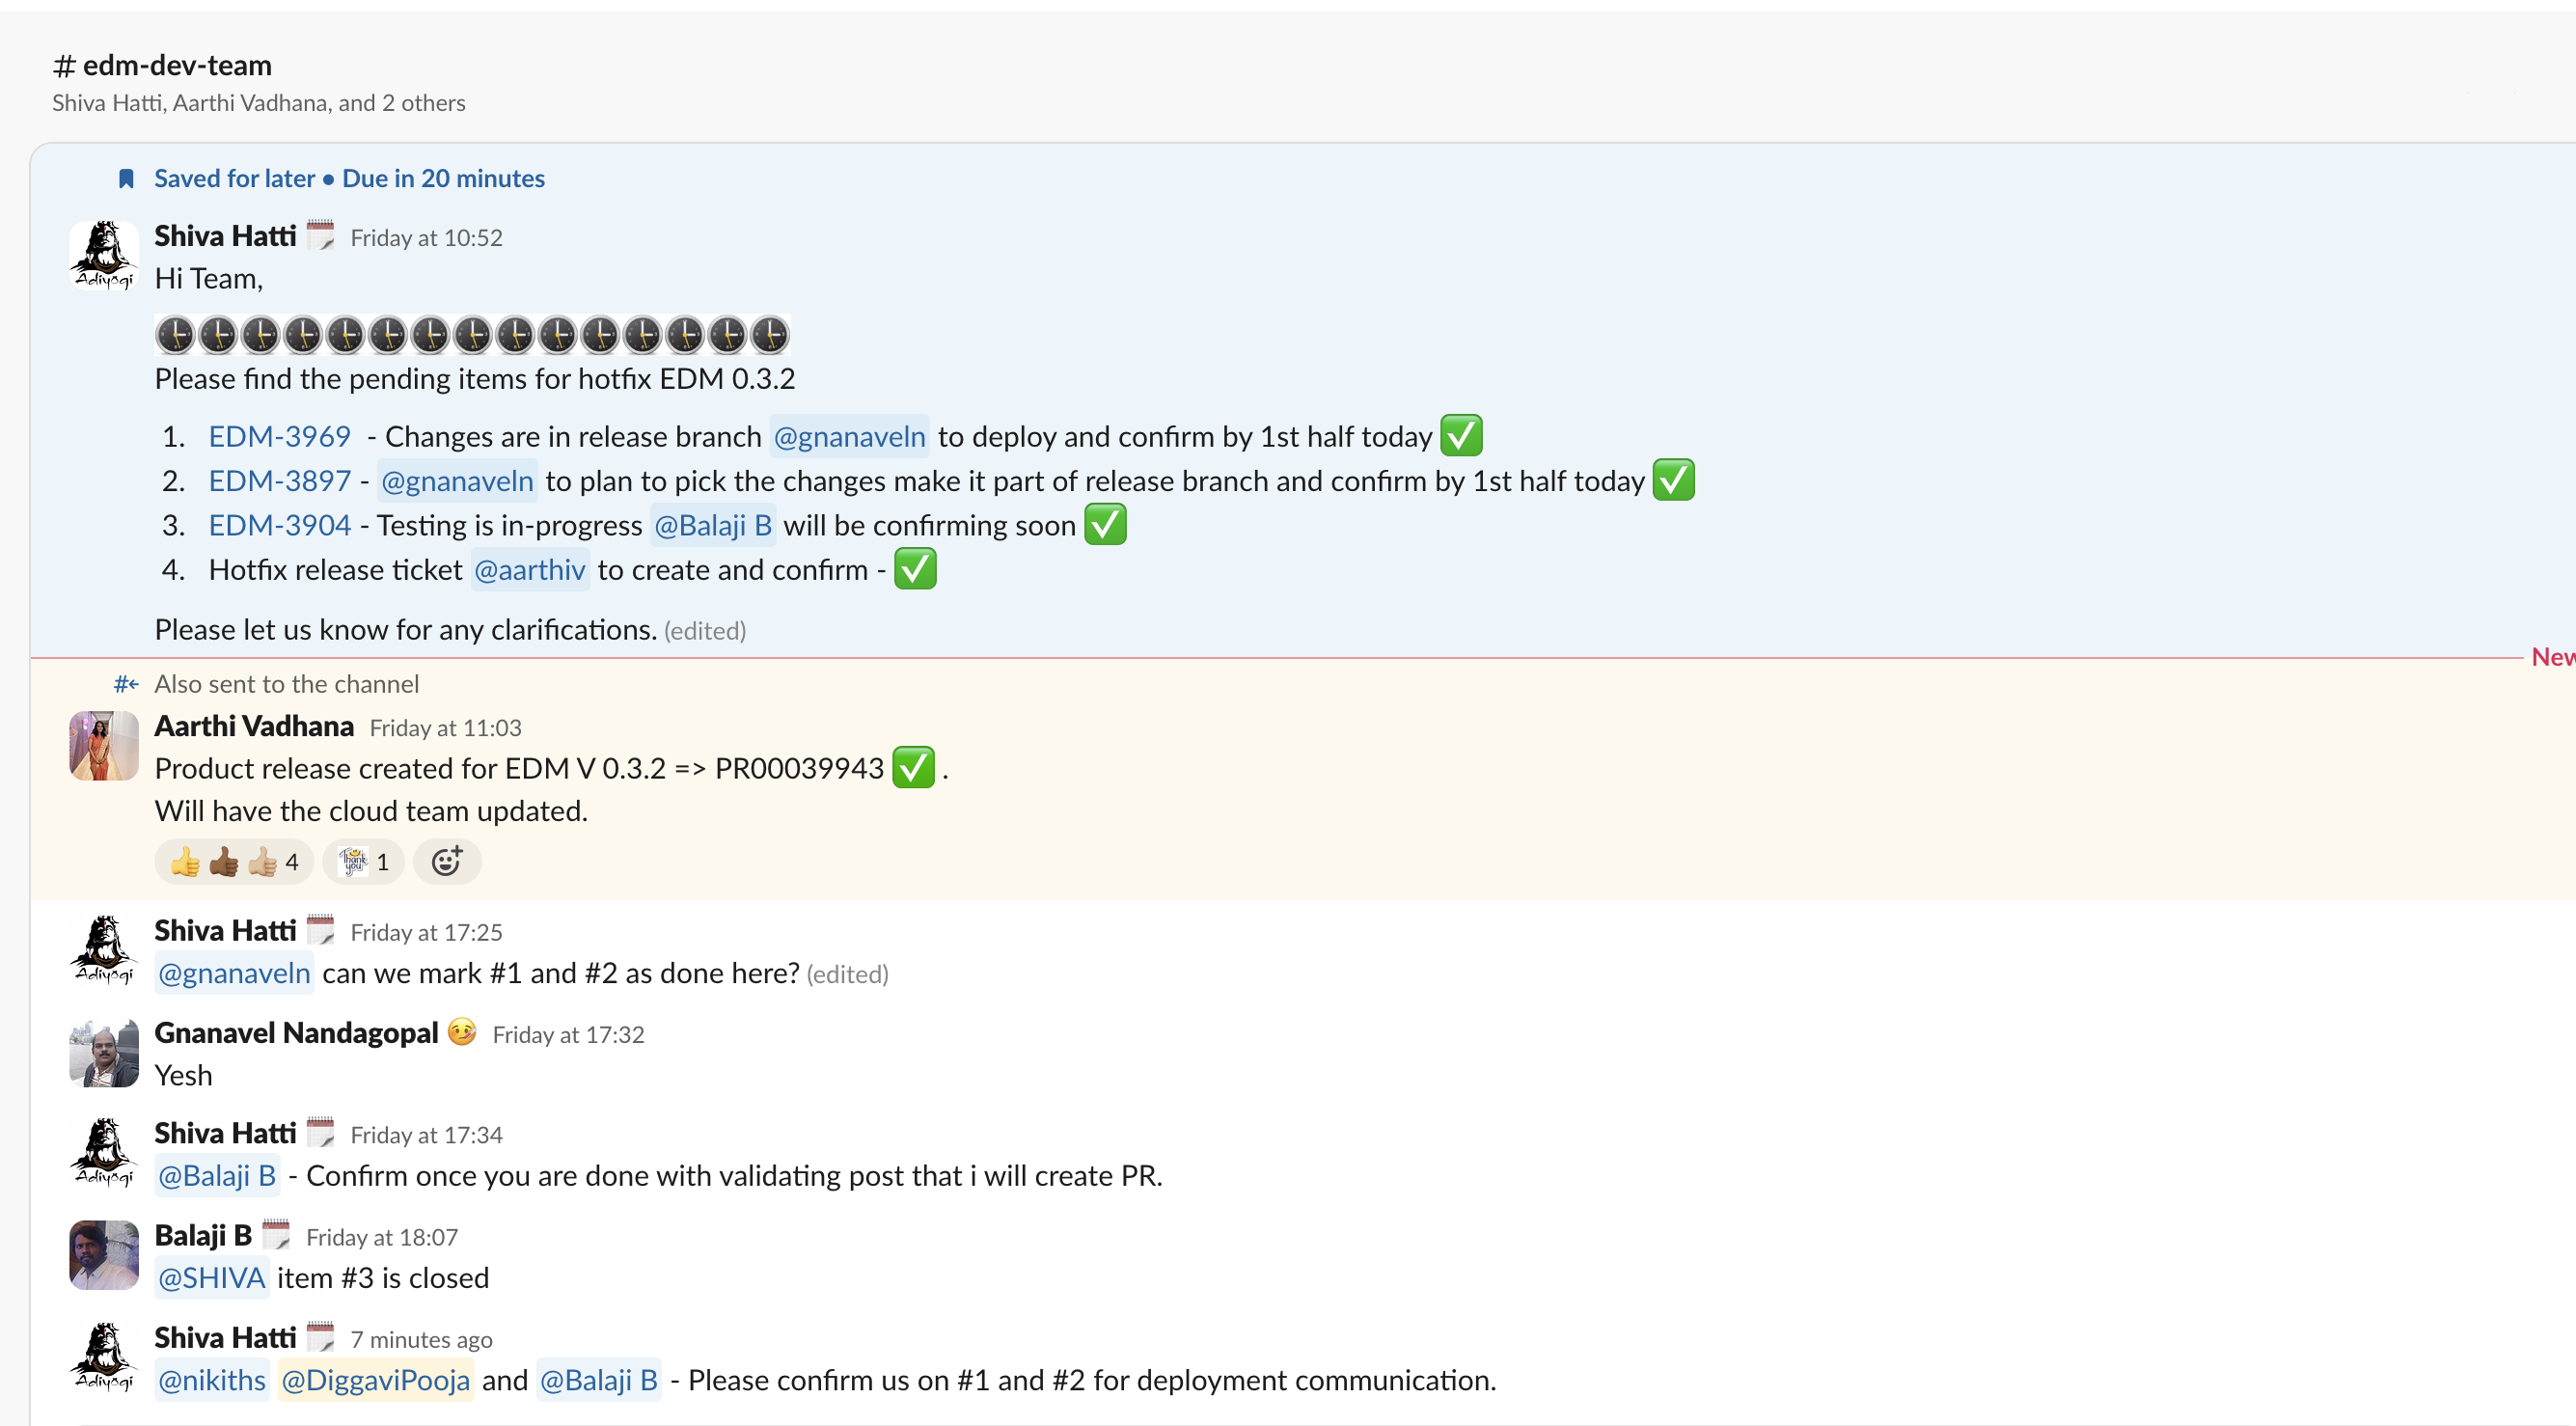 # edm-dev-team
Shiva Hatti, Aarthi Vadhana, and 2 others
Saved for later • Due in 20 minutes
Shiva Hatti Friday at 10:52
Hi Team,
Please find the pending items for hotfix EDM 0.3.2
1. EDM-3969 - Changes are in release branch @gnanaveln to deploy and confirm by 1st half today ✅
2. EDM-3897 - @gnanaveln to plan to pick the changes make it part of release branch and confirm by 1st half today ✅
3. EDM-3904 - Testing is in-progress @Balaji B will be confirming soon ✅
4. Hotfix release ticket @aarthiv to create and confirm - ✅
Please let us know for any clarifications. (edited)
New
Also sent to the channel
Aarthi Vadhana Friday at 11:03
Product release created for EDM V 0.3.2 => PR00039943 ✅ .
Will have the cloud team updated.
4 Thank you 1
Shiva Hatti Friday at 17:25
@gnanaveln can we mark #1 and #2 as done here? (edited)
Gnanavel Nandagopal Friday at 17:32
Yesh
Shiva Hatti Friday at 17:34
@Balaji B - Confirm once you are done with validating post that i will create PR.
Balaji B Friday at 18:07
@SHIVA item #3 is closed
Shiva Hatti 7 minutes ago
@nikiths @DiggaviPooja and @Balaji B - Please confirm us on #1 and #2 for deployment communication.
Adiyogi
Adiyogi
Adiyogi
Adiyogi